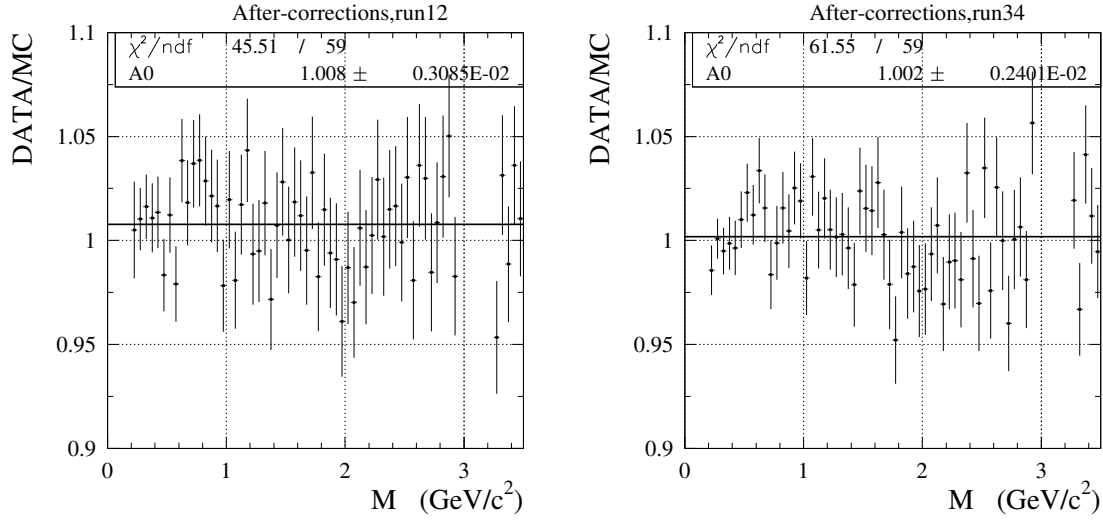 After-corrections,run12
χ²/ndf 45.51 / 59
A0 1.008 ± 0.3085E-02
DATA/MC
1.1
1.05
1
0.95
0.9
0 1 2 3
M (GeV/c²)
After-corrections,run34
χ²/ndf 61.55 / 59
A0 1.002 ± 0.2401E-02
DATA/MC
1.1
1.05
1
0.95
0.9
0 1 2 3
M (GeV/c²)